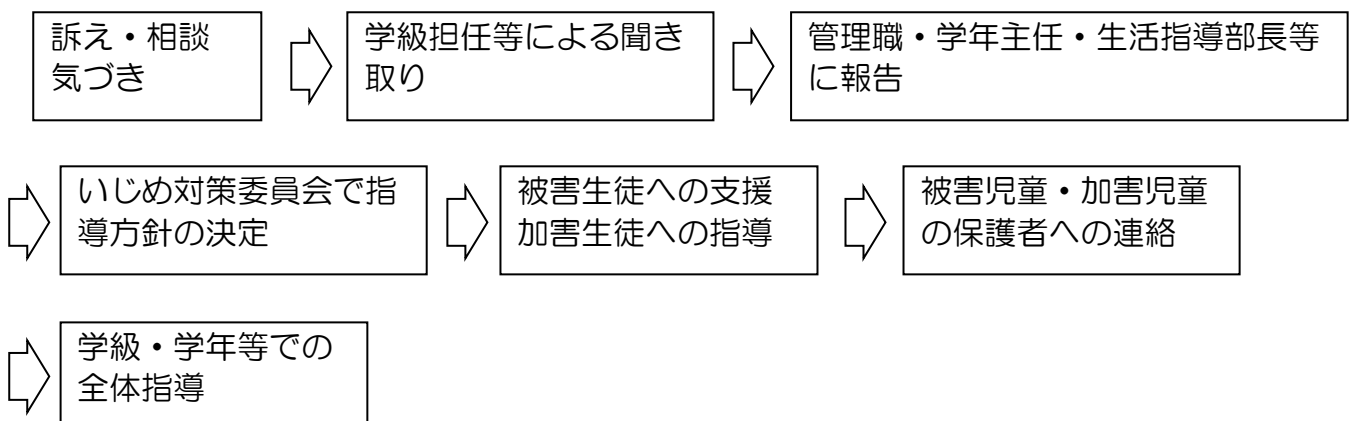 訴え・相談
気づき
学級担任等による聞き
取り
管理職・学年主任・生活指導部長等
に報告
いじめ対策委員会で指
導方針の決定
被害生徒への支援
加害生徒への指導
被害児童・加害児童
の保護者への連絡
学級・学年等での
全体指導